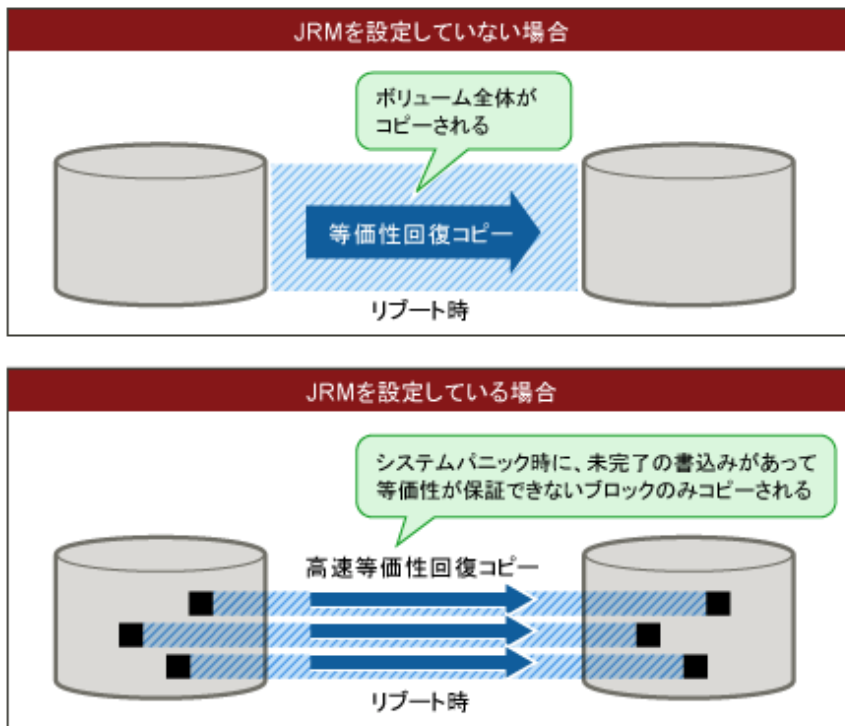 JRMを設定していない場合
ボリューム全体が
コピーされる
等価性回復コピー
リブート時
JRMを設定している場合
システムパニック時に、未完了の書込みがあって
等価性が保証できないブロックのみコピーされる
高速等価性回復コピー
リブート時